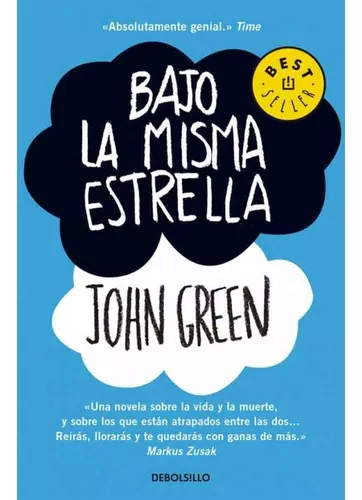 «Absolutamente genial.» Time
BEST
SELLER
BAJO
LA MISMA
ESTRELLA
JOHN GREEN
«Una novela sobre la vida y la muerte,
y sobre los que están atrapados entre las dos...
Reirás, llorarás y te quedarás con ganas de más.»
Markus Zusak
DEBOLSILLO